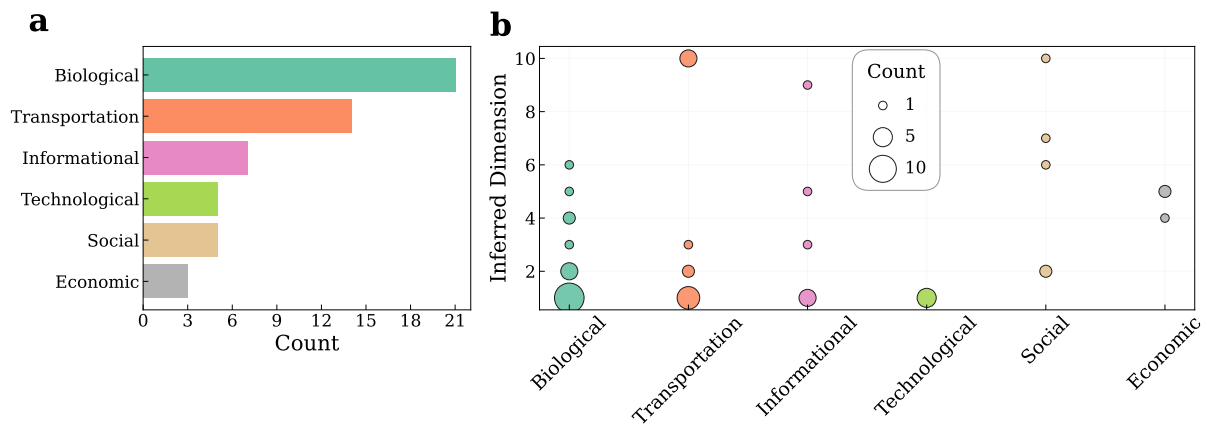 a
Biological
Transportation
Informational
Technological
Social
Economic
0 3 6 9 12 15 18 21
Count
b
Inferred Dimension
10
8
6
4
2
Count
1
5
10
Biological
Transportation
Informational
Technological
Social
Economic